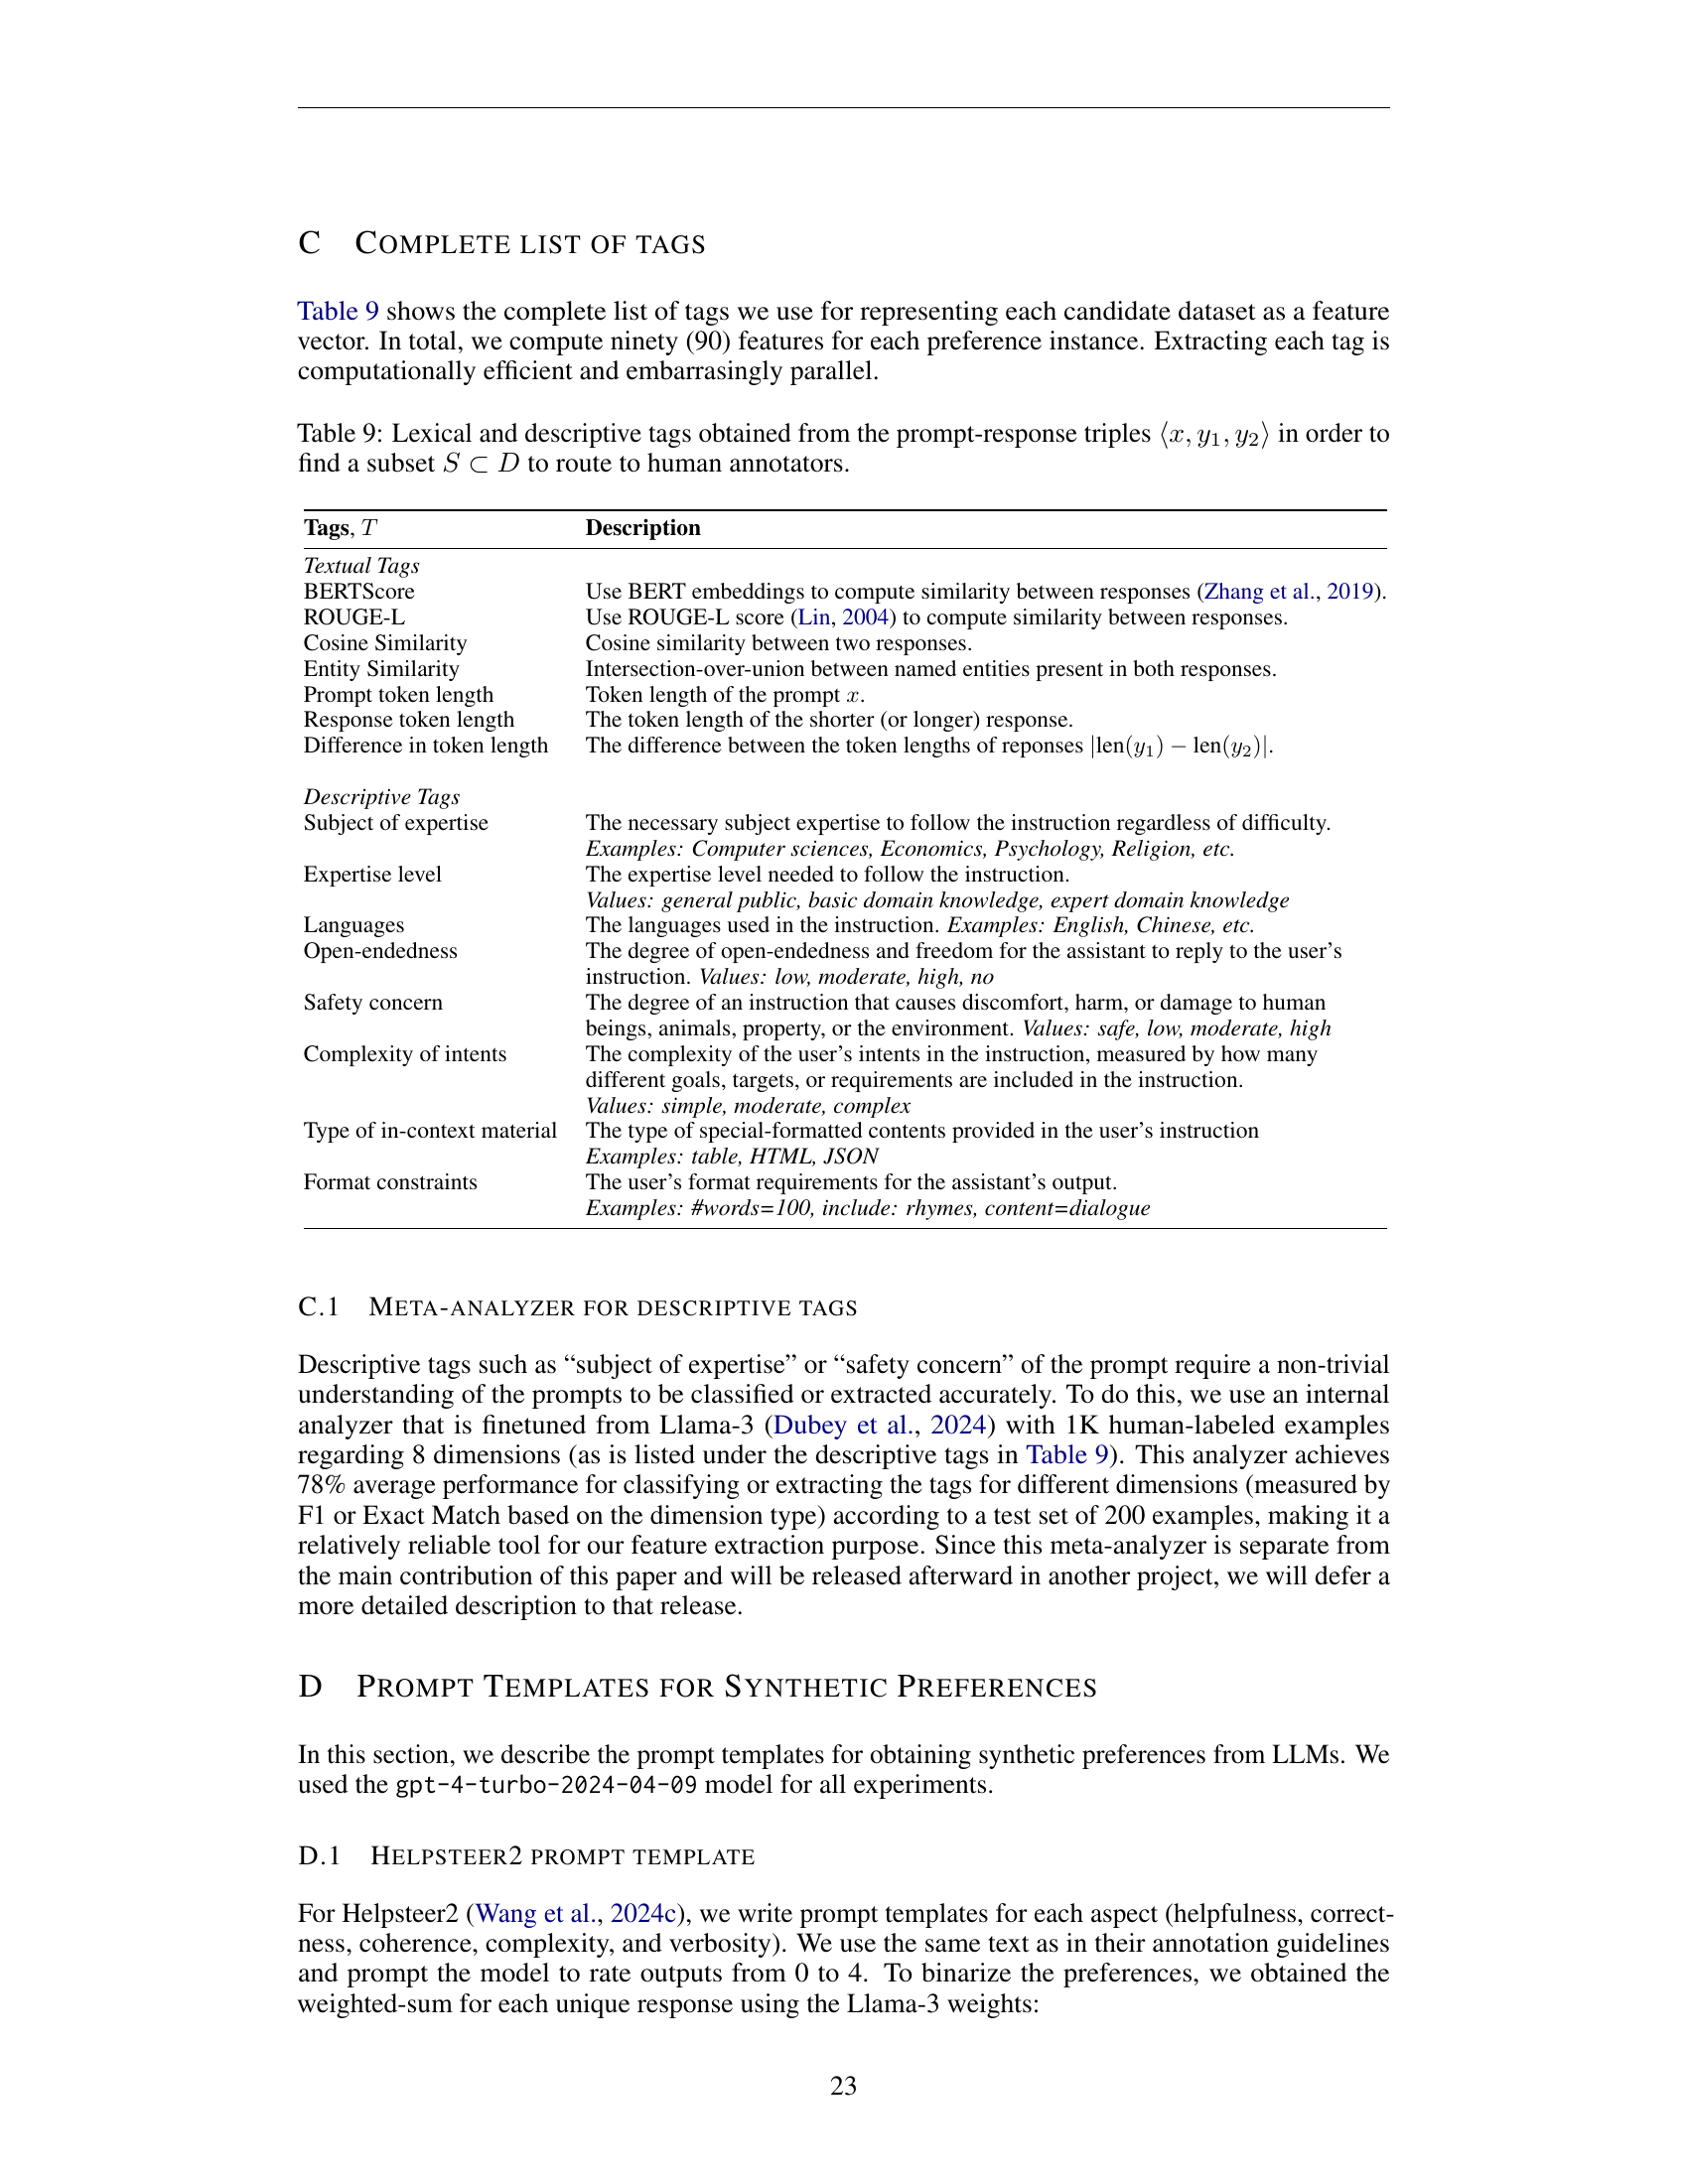 C COMPLETE LIST OF TAGS
Table 9 shows the complete list of tags we use for representing each candidate dataset as a feature
vector. In total, we compute ninety (90) features for each preference instance. Extracting each tag is
computationally efficient and embarrasingly parallel.
Table 9: Lexical and descriptive tags obtained from the prompt-response triples ⟨x, y₁, y₂⟩ in order to
find a subset S ⊂ D to route to human annotators.
Tags, T Description
Textual Tags
BERTScore Use BERT embeddings to compute similarity between responses (Zhang et al., 2019).
ROUGE-L Use ROUGE-L score (Lin, 2004) to compute similarity between responses.
Cosine Similarity Cosine similarity between two responses.
Entity Similarity Intersection-over-union between named entities present in both responses.
Prompt token length Token length of the prompt x.
Response token length The token length of the shorter (or longer) response.
Difference in token length The difference between the token lengths of reponses |len(y₁) − len(y₂)|.
Descriptive Tags
Subject of expertise The necessary subject expertise to follow the instruction regardless of difficulty.
Examples: Computer sciences, Economics, Psychology, Religion, etc.
Expertise level The expertise level needed to follow the instruction.
Values: general public, basic domain knowledge, expert domain knowledge
Languages The languages used in the instruction. Examples: English, Chinese, etc.
Open-endedness The degree of open-endedness and freedom for the assistant to reply to the user's
instruction. Values: low, moderate, high, no
Safety concern The degree of an instruction that causes discomfort, harm, or damage to human
beings, animals, property, or the environment. Values: safe, low, moderate, high
Complexity of intents The complexity of the user's intents in the instruction, measured by how many
different goals, targets, or requirements are included in the instruction.
Values: simple, moderate, complex
Type of in-context material The type of special-formatted contents provided in the user's instruction
Examples: table, HTML, JSON
Format constraints The user's format requirements for the assistant's output.
Examples: #words=100, include: rhymes, content=dialogue
C.1 META-ANALYZER FOR DESCRIPTIVE TAGS
Descriptive tags such as “subject of expertise” or “safety concern” of the prompt require a non-trivial
understanding of the prompts to be classified or extracted accurately. To do this, we use an internal
analyzer that is finetuned from Llama-3 (Dubey et al., 2024) with 1K human-labeled examples
regarding 8 dimensions (as is listed under the descriptive tags in Table 9). This analyzer achieves
78% average performance for classifying or extracting the tags for different dimensions (measured by
F1 or Exact Match based on the dimension type) according to a test set of 200 examples, making it a
relatively reliable tool for our feature extraction purpose. Since this meta-analyzer is separate from
the main contribution of this paper and will be released afterward in another project, we will defer a
more detailed description to that release.
D PROMPT TEMPLATES FOR SYNTHETIC PREFERENCES
In this section, we describe the prompt templates for obtaining synthetic preferences from LLMs. We
used the gpt-4-turbo-2024-04-09 model for all experiments.
D.1 HELPSTEER2 PROMPT TEMPLATE
For Helpsteer2 (Wang et al., 2024c), we write prompt templates for each aspect (helpfulness, correct-
ness, coherence, complexity, and verbosity). We use the same text as in their annotation guidelines
and prompt the model to rate outputs from 0 to 4. To binarize the preferences, we obtained the
weighted-sum for each unique response using the Llama-3 weights:
23